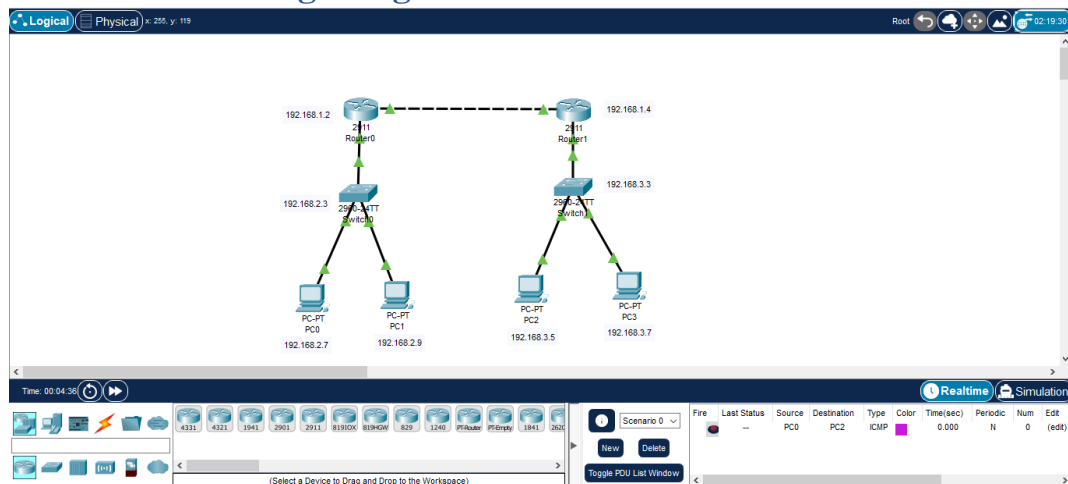 Logical Physical x: 255, y: 119 Root 02:19:30
192.168.1.2
2911
Router0
192.168.1.4
2911
Router1
192.168.2.3
2960-24TT
Switch0
192.168.3.3
2960-24TT
Switch1
PC-PT
PC0
192.168.2.7
PC-PT
PC1
192.168.2.9
PC-PT
PC2
192.168.3.5
PC-PT
PC3
192.168.3.7
Time: 00:04:36 Realtime Simulation
4331 4321 1941 2901 2911 819IOX 819HGW 829 1240 PT-Router PT-Empty 1841 2620
(Select a Device to Drag and Drop to the Workspace)
Scenario 0
New Delete
Toggle PDU List Window
Fire Last Status Source Destination Type Color Time(sec) Periodic Num Edit
-- PC0 PC2 ICMP 0.000 N 0 (edit)